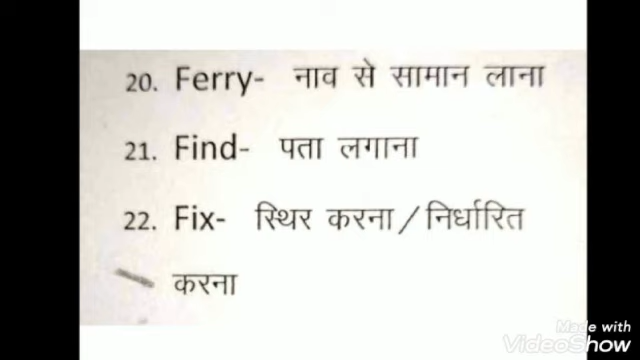 20. Ferry- नाव से सामान लाना
21. Find- पता लगाना
22. Fix- स्थिर करना/निर्धारित
करना
Made with
VideoShow